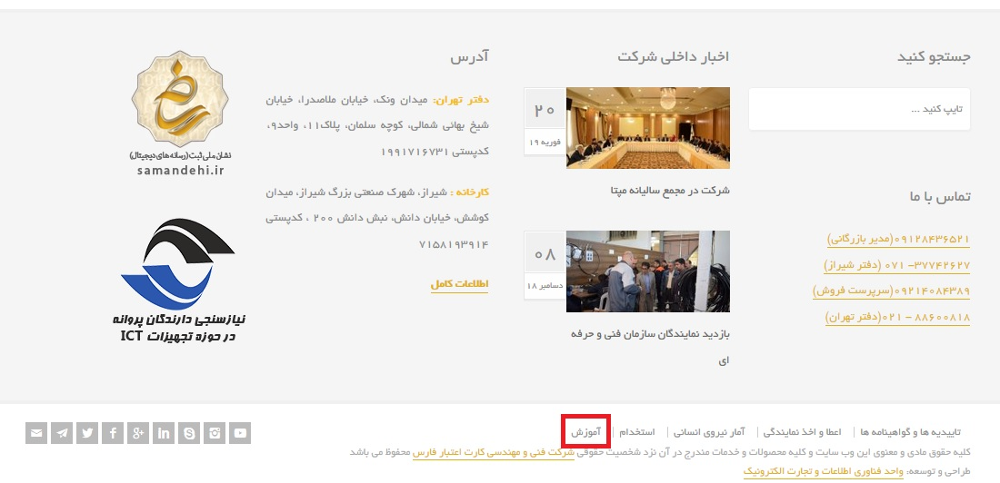 جستجو کنید
تایپ کنید ...
تماس با ما
۰۹۱۲۸۴۳۶۵۲۱(مدیر بازرگانی)
۰۷۱ -۳۷۷۴۲۶۲۷ (دفتر شیراز)
۰۹۲۱۴۰۸۴۳۸۹(سرپرست فروش)
۰۲۱ - ۸۸۶۰۰۸۱۸(دفتر تهران)
اخبار داخلی شرکت
۲۰
فوریه ۱۹
شرکت در مجمع سالیانه مپتا
۰۸
دسامبر ۱۸
بازدید نمایندگان سازمان فنی و حرفه
ای
آدرس
دفتر تهران: میدان ونک، خیابان ملاصدرا، خیابان
شیخ بهائی شمالی، کوچه سلمان، پلاک۱۱، واحد۹،
کدپستی ۱۹۹۱۷۱۶۷۳۱
کارخانه : شیراز، شهرک صنعتی بزرگ شیراز، میدان
کوشش، خیابان دانش، نبش دانش ۲۰۰ ، کدپستی
۷۱۵۸۱۹۳۹۱۴
اطلاعات کامل
نشان ملی ثبت(رسانه های دیجیتال)
samandehi.ir
نیازسنجی دارندگان پروانه
در حوزه تجهیزات ICT
تاییدیه ها و گواهینامه ها
اعطا و اخذ نمایندگی
آمار نیروی انسانی
استخدام
آموزش
کلیه حقوق مادی و معنوی این وب سایت و کلیه محصولات و خدمات مندرج در آن نزد شخصیت حقوقی شرکت فنی و مهندسی کارت اعتبار فارس محفوظ می باشد
طراحی و توسعه: واحد فناوری اطلاعات و تجارت الکترونیک